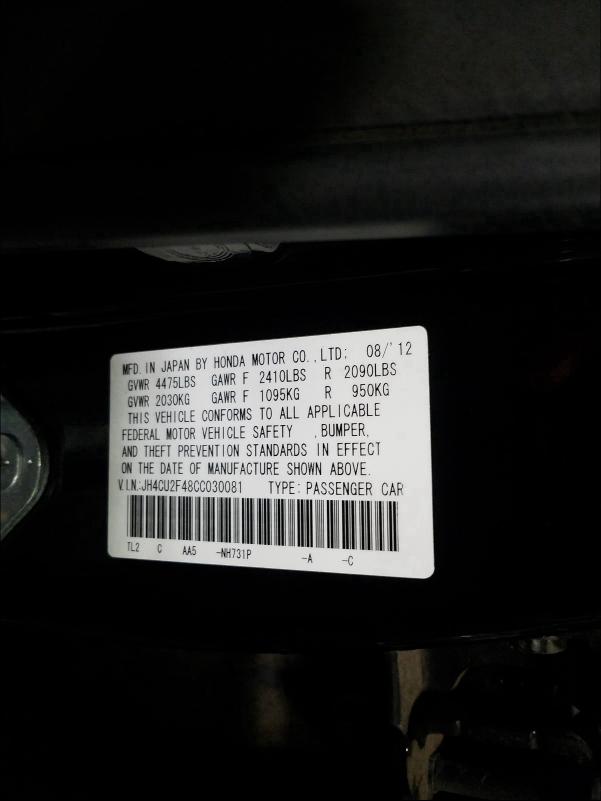 MFD. IN JAPAN BY HONDA MOTOR CO.,LTD; 08/'12
GVWR 4475LBS GAWR F 2410LBS R 2090LBS
GVWR 2030KG GAWR F 1095KG R 950KG
THIS VEHICLE CONFORMS TO ALL APPLICABLE
FEDERAL MOTOR VEHICLE SAFETY ,BUMPER,
AND THEFT PREVENTION STANDARDS IN EFFECT
ON THE DATE OF MANUFACTURE SHOWN ABOVE.
V.I.N.:JH4CU2F48CC030081 TYPE: PASSENGER CAR
TL2 C AA5 -NH731P -A -C